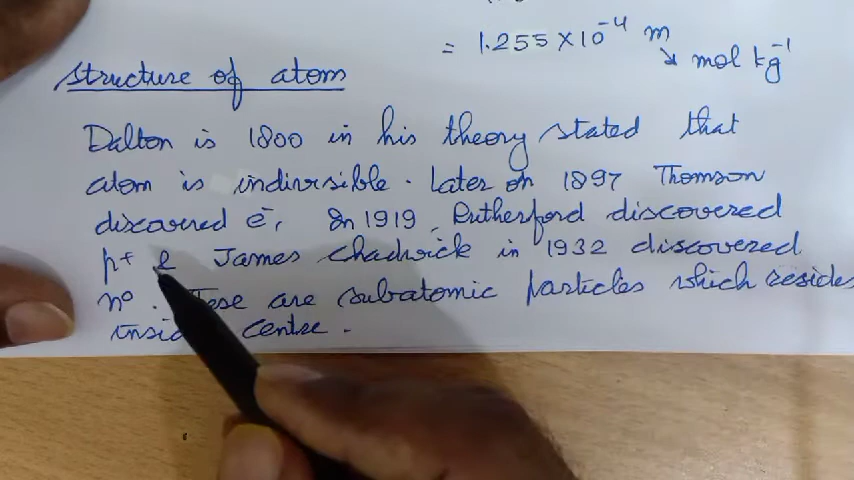 = 1.255 × 10⁻⁴ m
↘ mol kg⁻¹
Structure of atom
Dalton is 1800 in his theory stated that
atom is indivisible. Later on 1897 Thomson
discovered e⁻, In 1919, Rutherford discovered
p⁺ & James Chadwick in 1932 discovered
n⁰. These are subatomic particles which resides
centre.